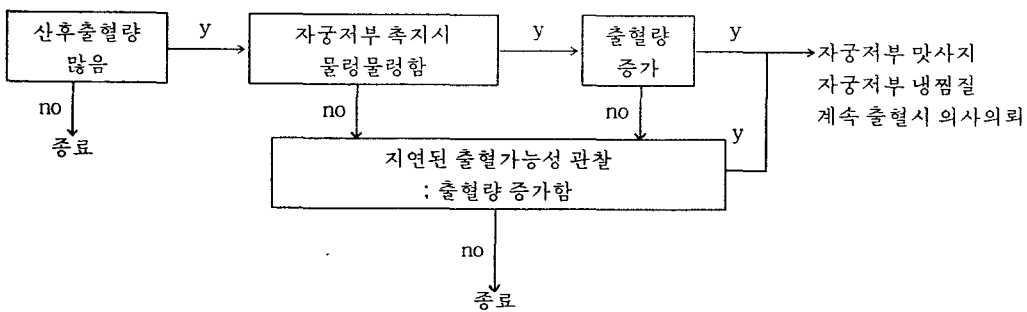 산후출혈량
많음
y
자궁저부 촉지시
물렁물렁함
y
출혈량
증가
y
자궁저부 맛사지
자궁저부 냉찜질
계속 출혈시 의사의뢰
no
종료
no
no
y
지연된 출혈가능성 관찰
; 출혈량 증가함
no
종료